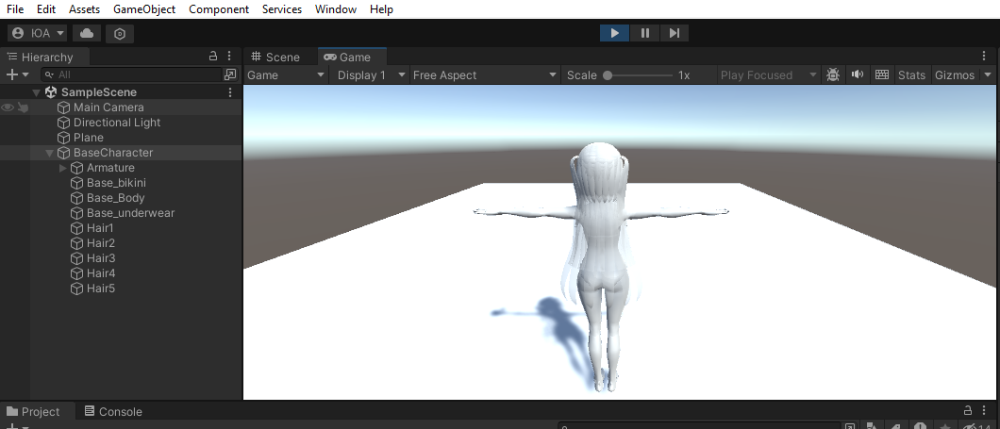 File Edit Assets GameObject Component Services Window Help
IOA
Hierarchy
Scene Game
All
Game Display 1 Free Aspect Scale 1x Play Focused Stats Gizmos
SampleScene
Main Camera
Directional Light
Plane
BaseCharacter
Armature
Base_bikini
Base_Body
Base_underwear
Hair1
Hair2
Hair3
Hair4
Hair5
Project Console
14